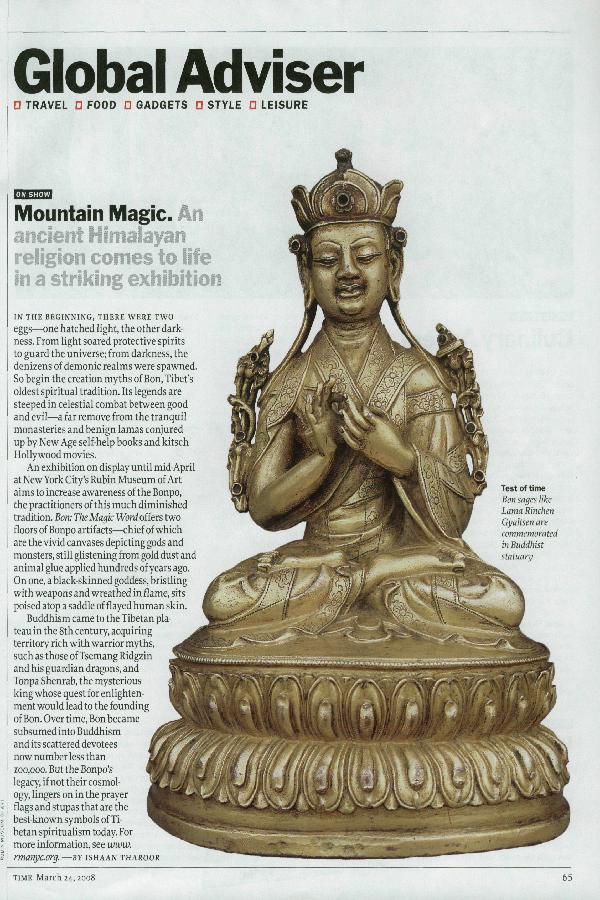 Global Adviser
TRAVEL FOOD GADGETS STYLE LEISURE
ON SHOW
Mountain Magic. An
ancient Himalayan
religion comes to life
in a striking exhibition
IN THE BEGINNING, THERE WERE TWO
eggs—one hatched light, the other dark-
ness. From light soared protective spirits
to guard the universe; from darkness, the
denizens of demonic realms were spawned.
So begin the creation myths of Bon, Tibet's
oldest spiritual tradition. Its legends are
steeped in celestial combat between good
and evil—a far remove from the tranquil
monasteries and benign lamas conjured
up by New Age self-help books and kitsch
Hollywood movies.
An exhibition on display until mid-April
at New York City's Rubin Museum of Art
aims to increase awareness of the Bonpo,
the practitioners of this much diminished
tradition. Bon: The Magic Word offers two
floors of Bonpo artifacts—chief of which
are the vivid canvases depicting gods and
monsters, still glistening from gold dust and
animal glue applied hundreds of years ago.
On one, a black-skinned goddess, bristling
with weapons and wreathed in flame, sits
poised atop a saddle of flayed human skin.
Buddhism came to the Tibetan pla-
teau in the 8th century, acquiring
territory rich with warrior myths,
such as those of Tsemang Ridgzin
and his guardian dragons, and
Tonpa Shenrab, the mysterious
king whose quest for enlighten-
ment would lead to the founding
of Bon. Over time, Bon became
subsumed into Buddhism
and its scattered devotees
now number less than
100,000. But the Bonpo's
legacy, if not their cosmol-
ogy, lingers on in the prayer
flags and stupas that are the
best-known symbols of Ti-
betan spiritualism today. For
more information, see www.
rmanyc.org. —BY ISHAAN THAROOR
Test of time
Bon sages like
Lama Rinchen
Gyaltsen are
commemorated
in Buddhist
statuary
TIME March 24, 2008
65